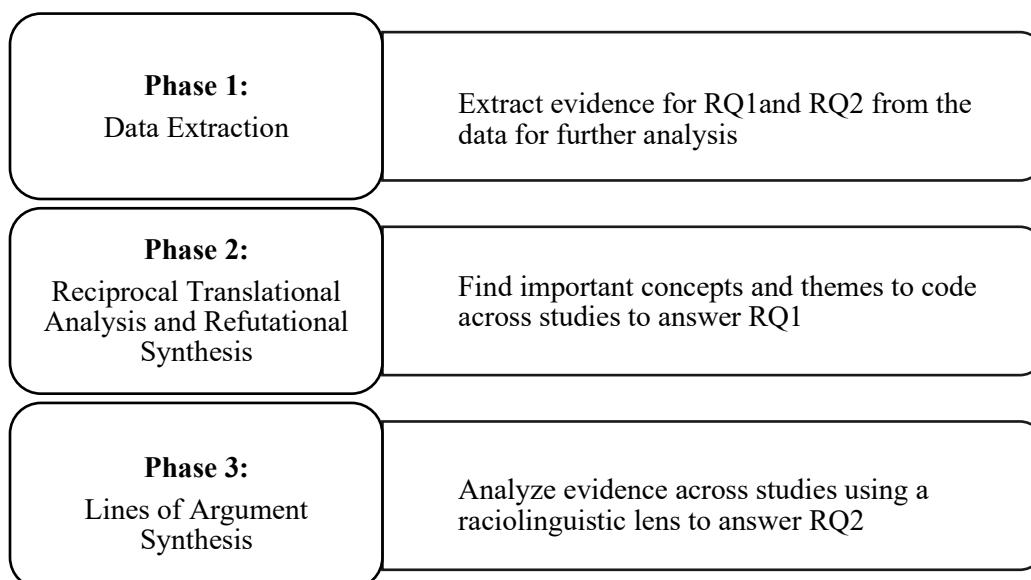 Phase 1:
Data Extraction
Extract evidence for RQ1and RQ2 from the
data for further analysis
Phase 2:
Reciprocal Translational
Analysis and Refutational
Synthesis
Find important concepts and themes to code
across studies to answer RQ1
Phase 3:
Lines of Argument
Synthesis
Analyze evidence across studies using a
raciolinguistic lens to answer RQ2